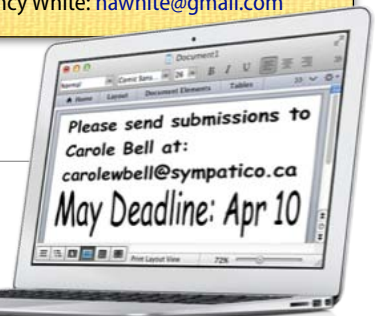 ncy White: nawhite@gmail.com
Document1
Normal
Comic Sans...
26
B I U
Home Layout Document Elements Tables
Please send submissions to
Carole Bell at:
carolewbell@sympatico.ca
May Deadline: Apr 10
Print Layout View 72%